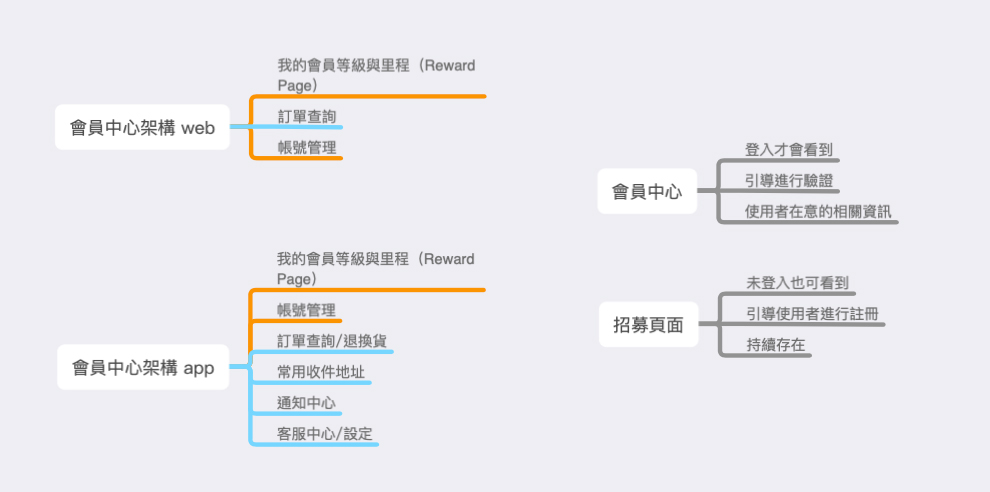 會員中心架構 web
我的會員等級與里程（Reward
Page）
訂單查詢
帳號管理
會員中心架構 app
我的會員等級與里程（Reward
Page）
帳號管理
訂單查詢/退換貨
常用收件地址
通知中心
客服中心/設定
會員中心
登入才會看到
引導進行驗證
使用者在意的相關資訊
招募頁面
未登入也可看到
引導使用者進行註冊
持續存在